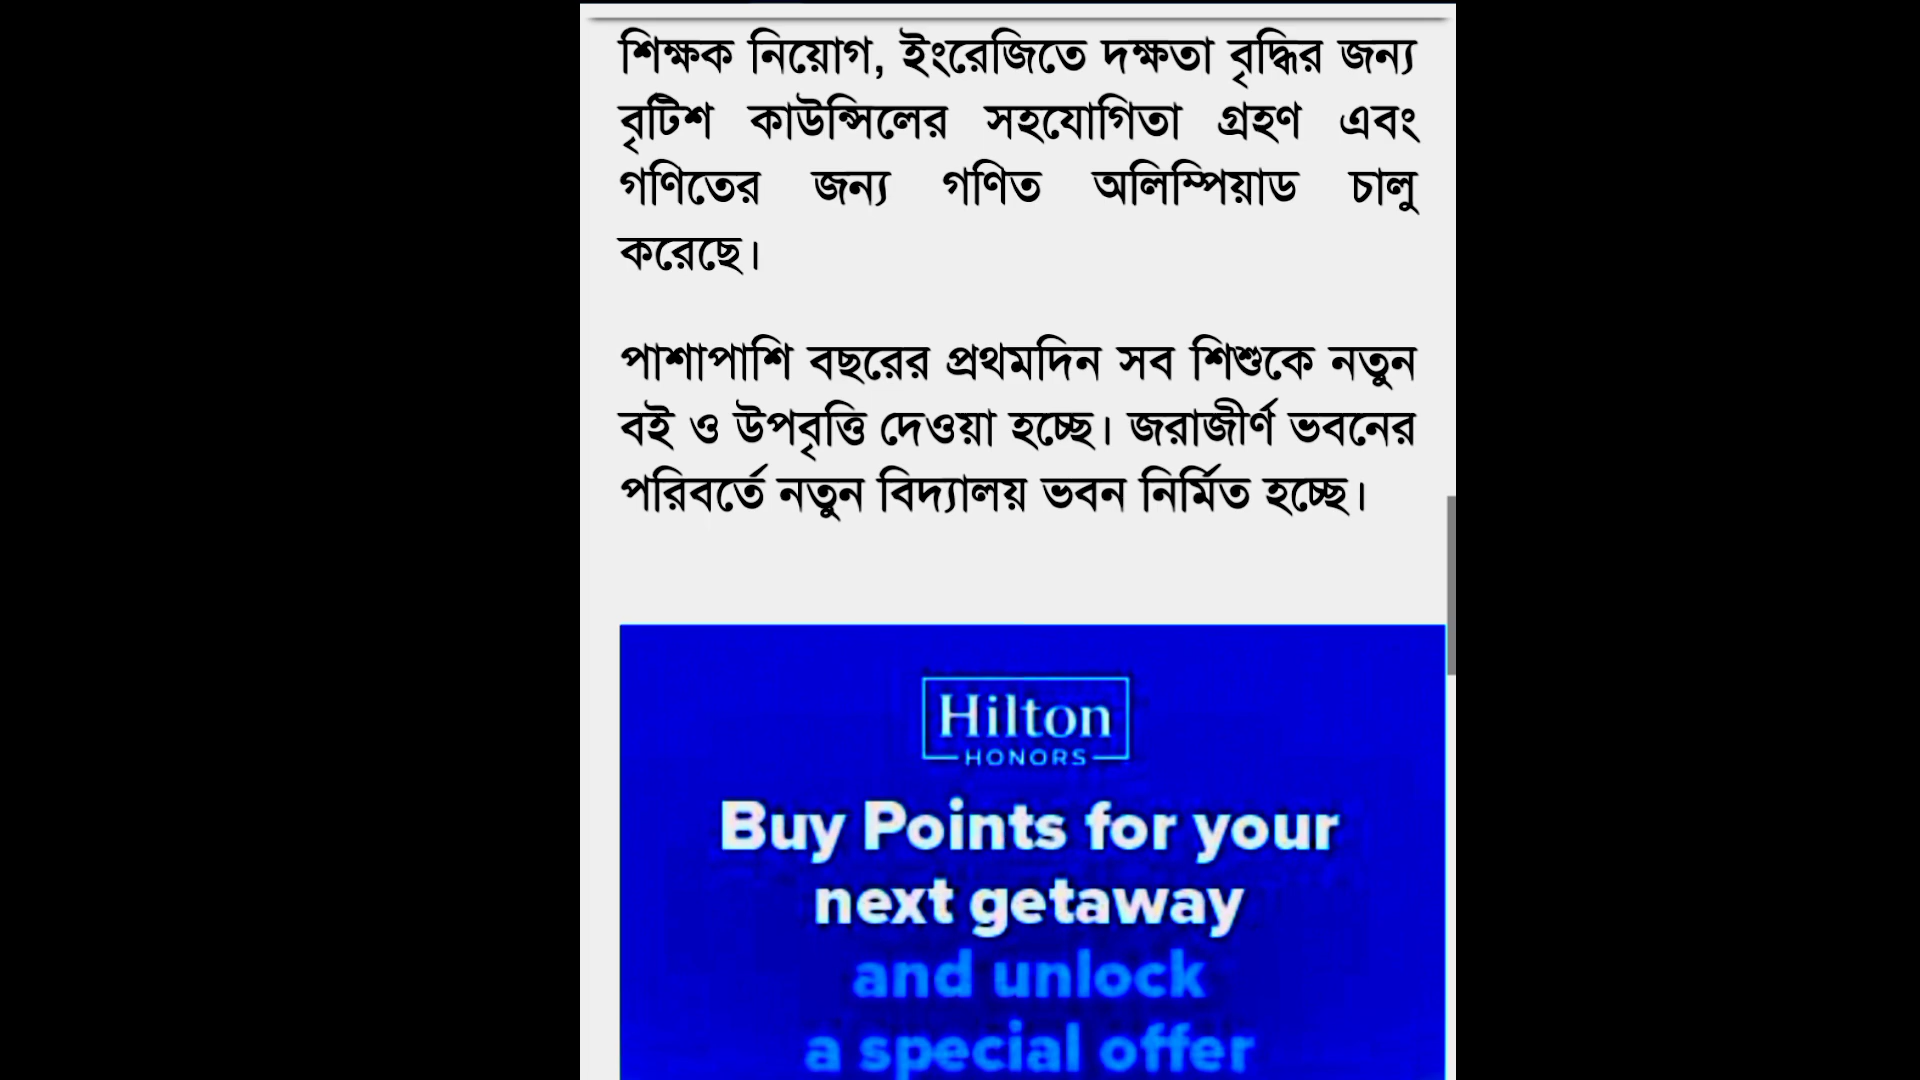 শিক্ষক নিয়োগ, ইংরেজিতে দক্ষতা বৃদ্ধির জন্য
বৃটিশ কাউন্সিলের সহযোগিতা গ্রহণ এবং
গণিতের জন্য গণিত অলিম্পিয়াড চালু
করেছে।
পাশাপাশি বছরের প্রথমদিন সব শিশুকে নতুন
বই ও উপবৃত্তি দেওয়া হচ্ছে। জরাজীর্ণ ভবনের
পরিবর্তে নতুন বিদ্যালয় ভবন নির্মিত হচ্ছে।
Hilton
HONORS
Buy Points for your
next getaway
and unlock
a special offer